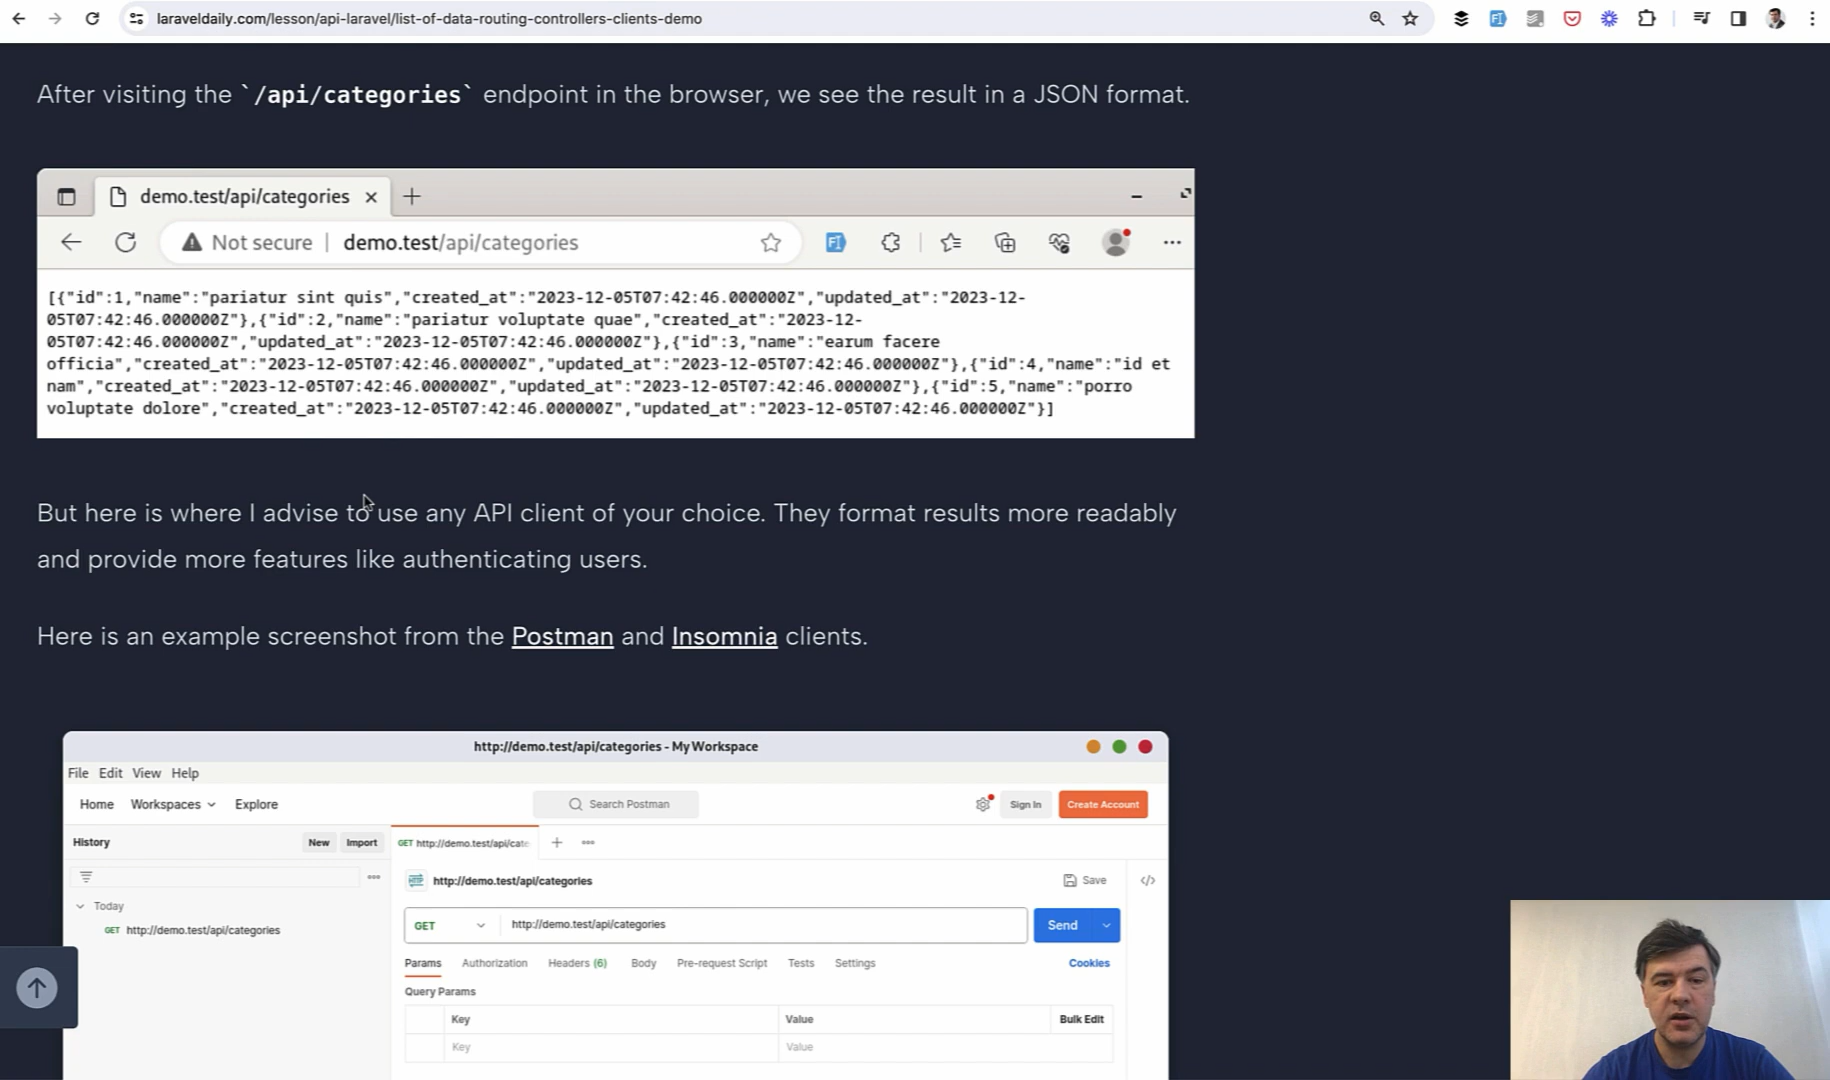 laraveldaily.com/lesson/api-laravel/list-of-data-routing-controllers-clients-demo
After visiting the `/api/categories` endpoint in the browser, we see the result in a JSON format.
demo.test/api/categories
Not secure | demo.test/api/categories
[{"id":1,"name":"pariatur sint quis","created_at":"2023-12-05T07:42:46.000000Z","updated_at":"2023-12-
05T07:42:46.000000Z"},{"id":2,"name":"pariatur voluptate quae","created_at":"2023-12-
05T07:42:46.000000Z","updated_at":"2023-12-05T07:42:46.000000Z"},{"id":3,"name":"earum facere
officia","created_at":"2023-12-05T07:42:46.000000Z","updated_at":"2023-12-05T07:42:46.000000Z"},{"id":4,"name":"id et
nam","created_at":"2023-12-05T07:42:46.000000Z","updated_at":"2023-12-05T07:42:46.000000Z"},{"id":5,"name":"porro
voluptate dolore","created_at":"2023-12-05T07:42:46.000000Z","updated_at":"2023-12-05T07:42:46.000000Z"}]
But here is where I advise to use any API client of your choice. They format results more readably
and provide more features like authenticating users.
Here is an example screenshot from the Postman and Insomnia clients.
http://demo.test/api/categories - My Workspace
File Edit View Help
Home Workspaces Explore Search Postman Sign In Create Account
History New Import GET http://demo.test/api/cate
http://demo.test/api/categories Save </>
Today
GET http://demo.test/api/categories
GET http://demo.test/api/categories Send
Params Authorization Headers (6) Body Pre-request Script Tests Settings Cookies
Query Params
Key Value Bulk Edit
Key Value